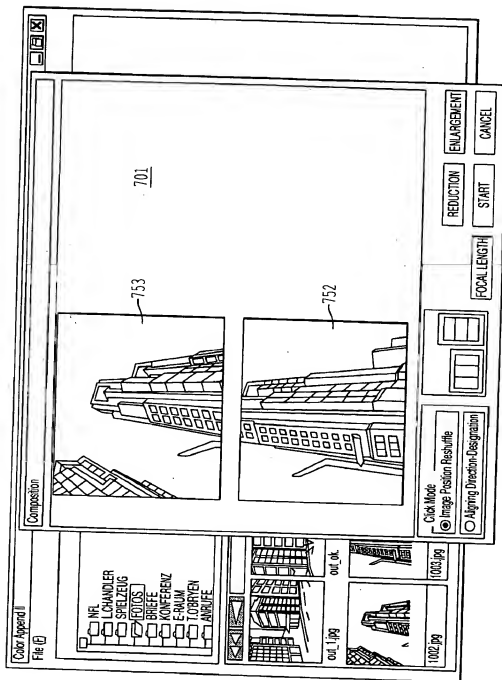 Color Append II
File (F)
NFL
L.CHANDLER
SPIELZEUG
FOTOS
BRIEFE
KONFERENZ
E-RAUM
T.OBRYEN
ANRUFE
out_1.jpg
out_ok.
1002.jpg
1003.jpg
Composition
753
752
701
Click Mode
Image Position Reshuffle
Aligning Direction-Designation
FOCAL LENGTH
REDUCTION
ENLARGEMENT
START
CANCEL